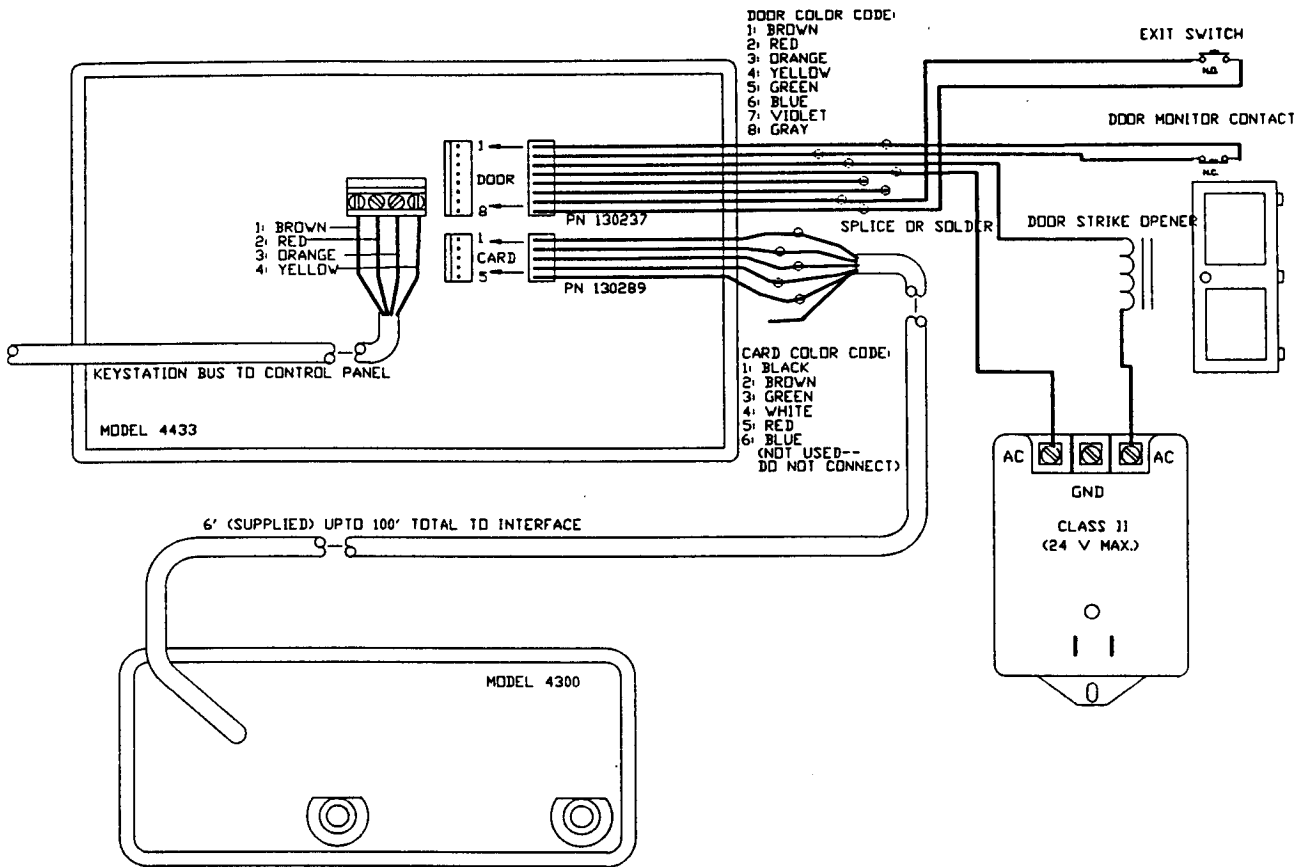 DOOR COLOR CODE:
1: BROWN
2: RED
3: ORANGE
4: YELLOW
5: GREEN
6: BLUE
7: VIOLET
8: GRAY
EXIT SWITCH
N.O.
DOOR MONITOR CONTACT
N.C.
1
DOOR
8
PN 130237
1: BROWN
2: RED
3: ORANGE
4: YELLOW
1
CARD
5
PN 130289
SPLICE OR SOLDER
DOOR STRIKE OPENER
KEYSTATION BUS TO CONTROL PANEL
MODEL 4433
CARD COLOR CODE:
1: BLACK
2: BROWN
3: GREEN
4: WHITE
5: RED
6: BLUE
(NOT USED--
DO NOT CONNECT)
AC
AC
GND
CLASS II
(24 V MAX.)
6' (SUPPLIED) UPTO 100' TOTAL TO INTERFACE
MODEL 4300